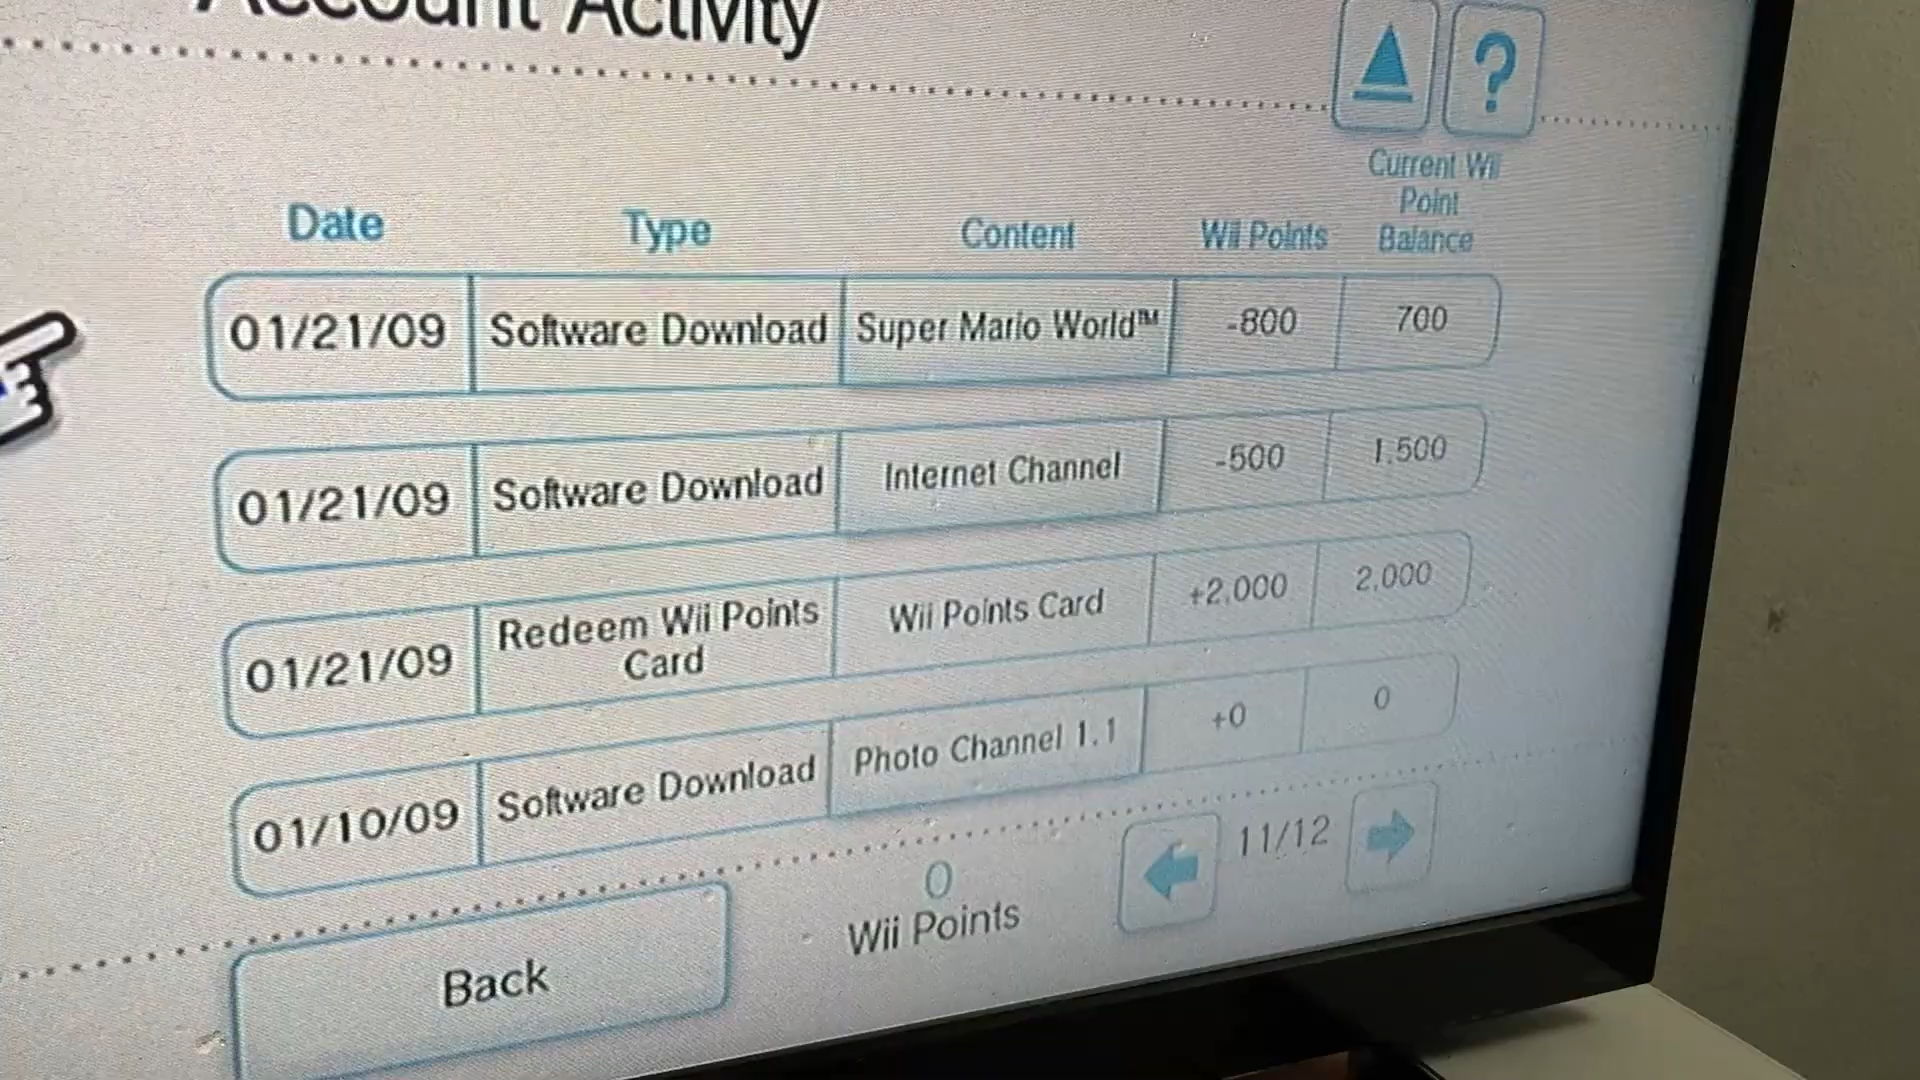 Account Activity
?
Current Wii
Point
Balance
Date Type Content Wii Points
01/21/09 Software Download Super Mario World™ -800 700
01/21/09 Software Download Internet Channel -500 1,500
01/21/09 Redeem Wii Points Card Wii Points Card +2,000 2,000
01/10/09 Software Download Photo Channel 1.1 +0 0
0
Wii Points
11/12
Back